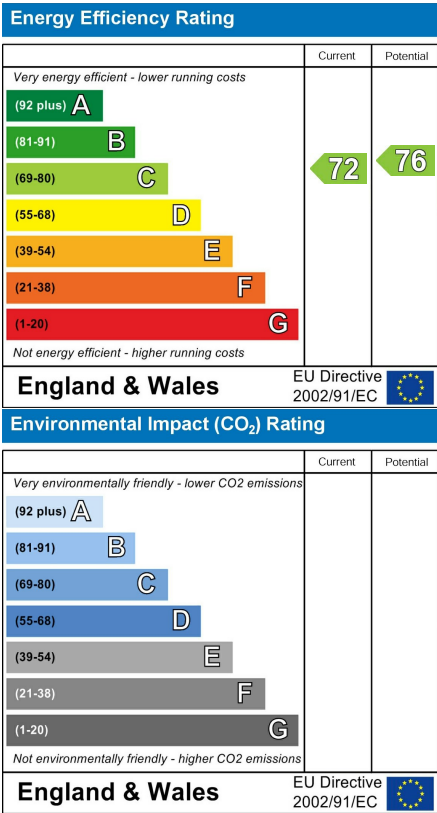 Energy Efficiency Rating
Current Potential
Very energy efficient - lower running costs
(92 plus) A
(81-91) B
(69-80) C
72 76
(55-68) D
(39-54) E
(21-38) F
(1-20) G
Not energy efficient - higher running costs
England & Wales
EU Directive
2002/91/EC
Environmental Impact (CO₂) Rating
Current Potential
Very environmentally friendly - lower CO2 emissions
(92 plus) A
(81-91) B
(69-80) C
(55-68) D
(39-54) E
(21-38) F
(1-20) G
Not environmentally friendly - higher CO2 emissions
England & Wales
EU Directive
2002/91/EC